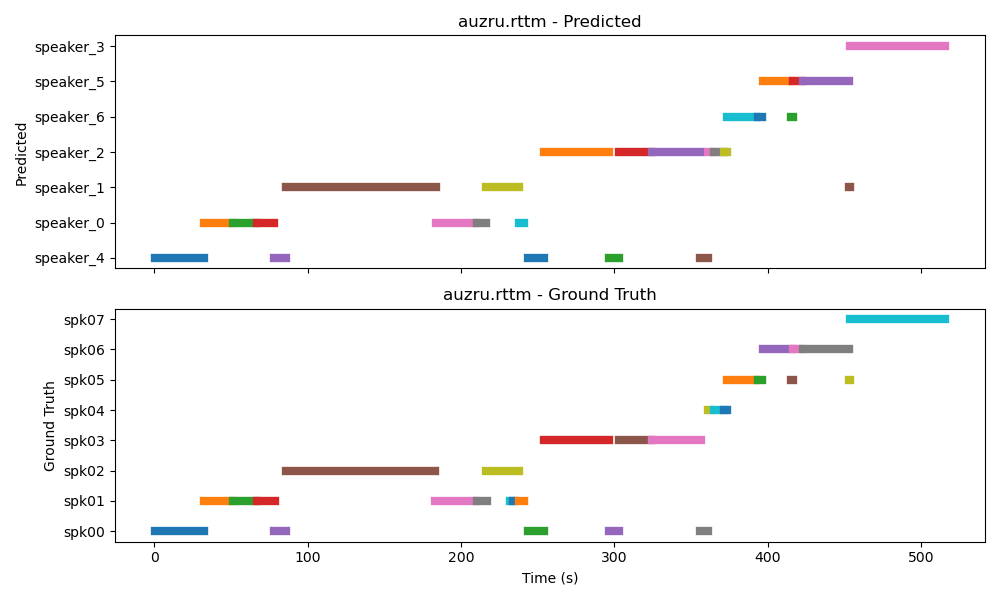 auzru.rttm - Predicted
speaker_3
speaker_5
speaker_6
speaker_2
speaker_1
speaker_0
speaker_4
Predicted
auzru.rttm - Ground Truth
spk07
spk06
spk05
spk04
spk03
spk02
spk01
spk00
Ground Truth
0 100 200 300 400 500
Time (s)